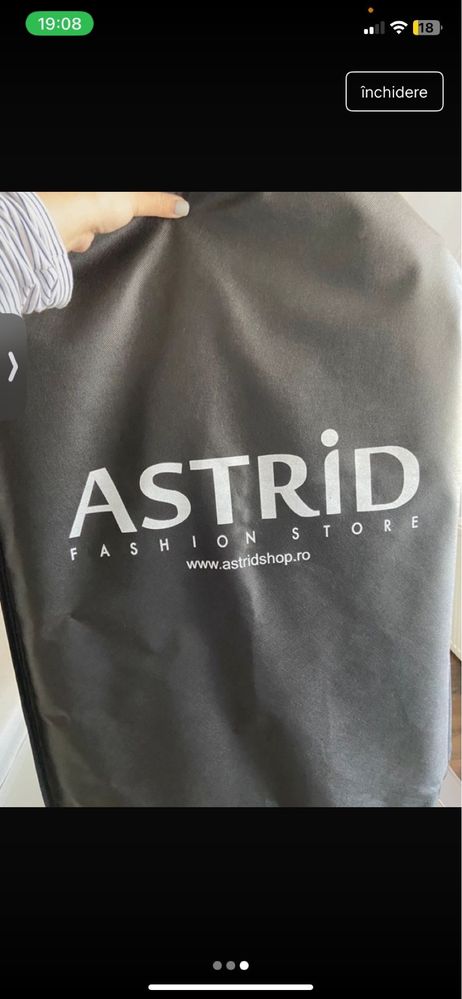 19:08
18
închidere
ASTRiD
FASHION STORE
www.astridshop.ro